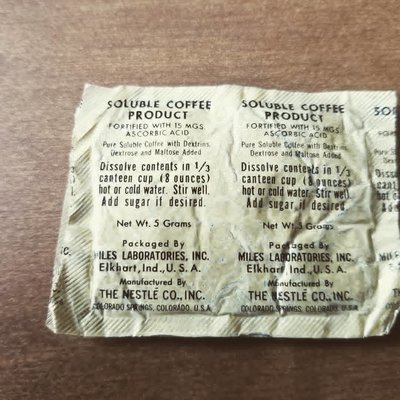 SOLUBLE COFFEE
PRODUCT
FORTIFIED WITH 15 MGS.
ASCORBIC ACID
Pure Soluble Coffee with Dextrins,
Dextrose and Maltose Added
Dissolve contents in 1/3
canteen cup (8 ounces)
hot or cold water. Stir well.
Add sugar if desired.
Net Wt. 5 Grams
Packaged By
MILES LABORATORIES, INC.
Elkhart, Ind., U. S. A.
Manufactured By
THE NESTLÉ CO., INC.
COLORADO SPRINGS, COLORADO, U.S.A.
SOLUBLE COFFEE
PRODUCT
FORTIFIED WITH 15 MGS.
ASCORBIC ACID
Pure Soluble Coffee with Dextrins,
Dextrose and Maltose Added
Dissolve contents in 1/3
canteen cup (8 ounces)
hot or cold water. Stir well.
Add sugar if desired.
Net Wt. 5 Grams
Packaged By
MILES LABORATORIES, INC.
Elkhart, Ind., U. S. A.
Manufactured By
THE NESTLÉ CO., INC.
COLORADO SPRINGS, COLORADO, U.S.A.